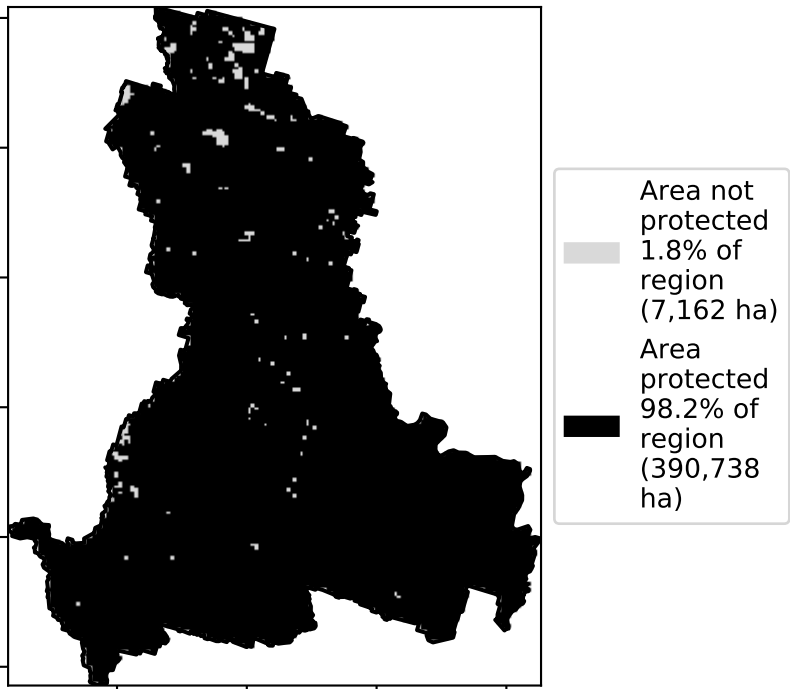 Area not
protected
1.8% of
region
(7,162 ha)
Area
protected
98.2% of
region
(390,738
ha)